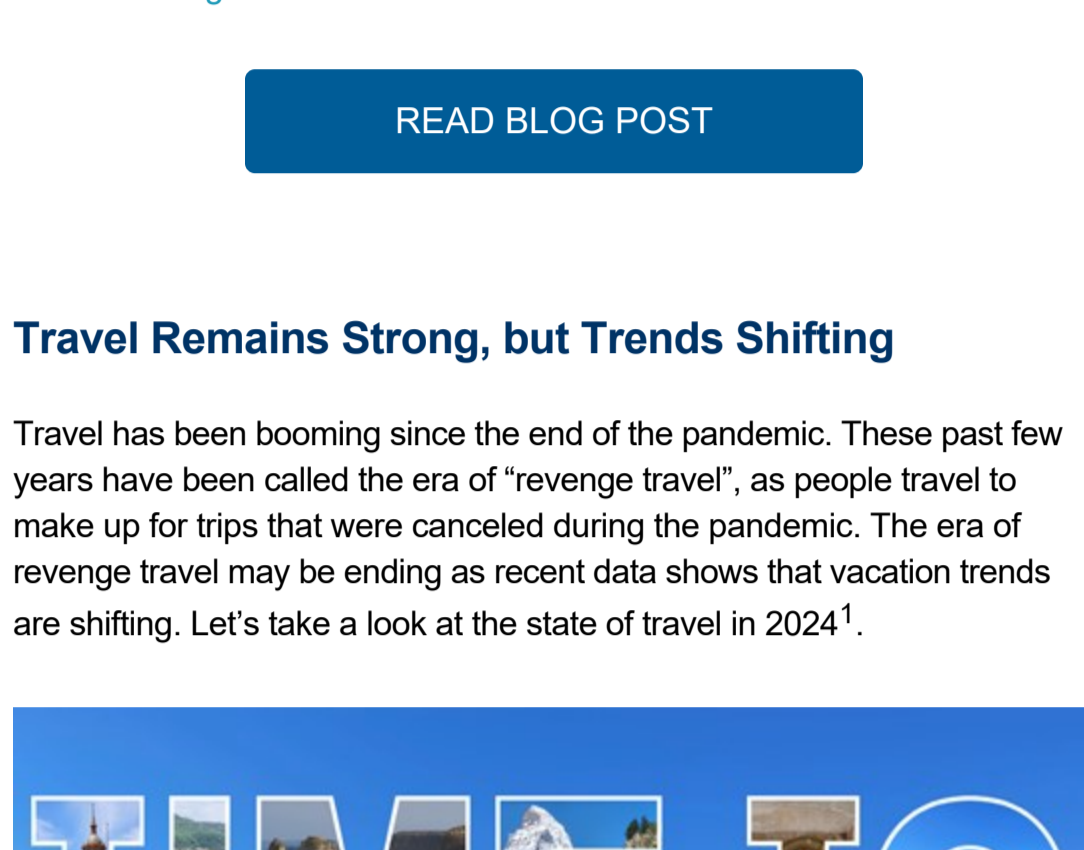 READ BLOG POST
Travel Remains Strong, but Trends Shifting
Travel has been booming since the end of the pandemic. These past few
years have been called the era of “revenge travel”, as people travel to
make up for trips that were canceled during the pandemic. The era of
revenge travel may be ending as recent data shows that vacation trends
are shifting. Let’s take a look at the state of travel in 2024¹.